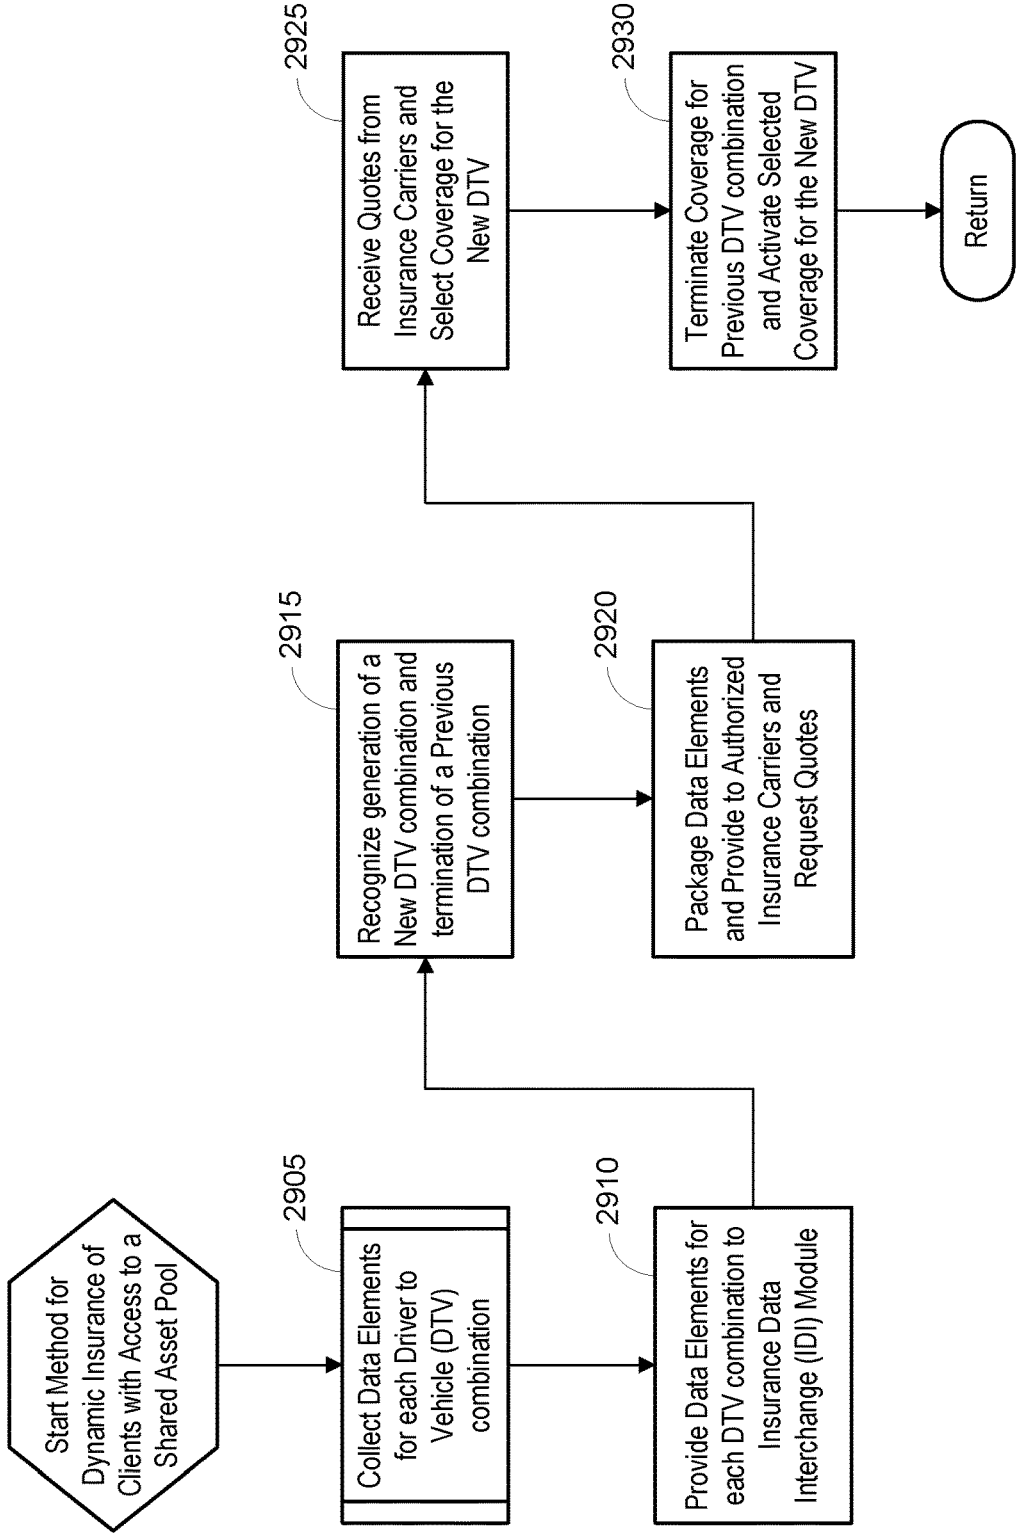 Start Method for
Dynamic Insurance of
Clients with Access to a
Shared Asset Pool
2905
Collect Data Elements
for each Driver to
Vehicle (DTV)
combination
2910
Provide Data Elements for
each DTV combination to
Insurance Data
Interchange (IDI) Module
2915
Recognize generation of a
New DTV combination and
termination of a Previous
DTV combination
2920
Package Data Elements
and Provide to Authorized
Insurance Carriers and
Request Quotes
2925
Receive Quotes from
Insurance Carriers and
Select Coverage for the
New DTV
2930
Terminate Coverage for
Previous DTV combination
and Activate Selected
Coverage for the New DTV
Return